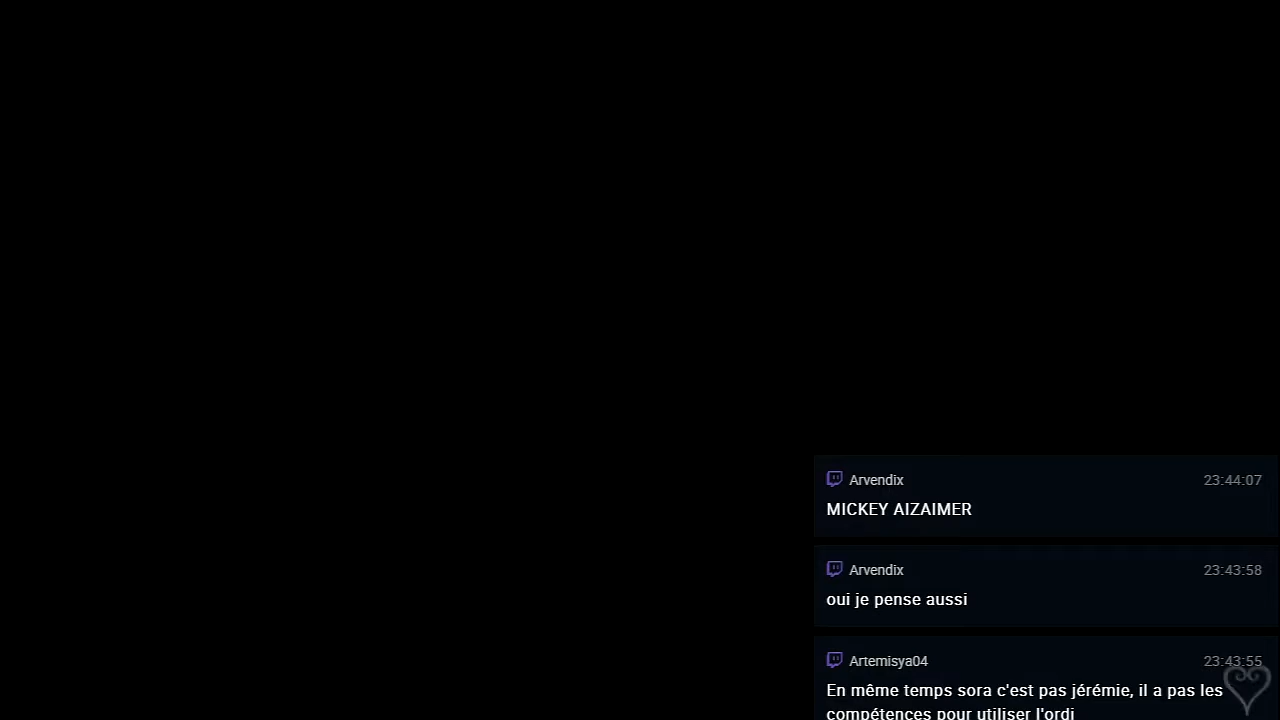 Arvendix 23:44:07
MICKEY AIZAIMER
Arvendix 23:43:58
oui je pense aussi
Artemisya04 23:43:55
En même temps sora c'est pas jérémie, il a pas les
compétences pour utiliser l'ordi